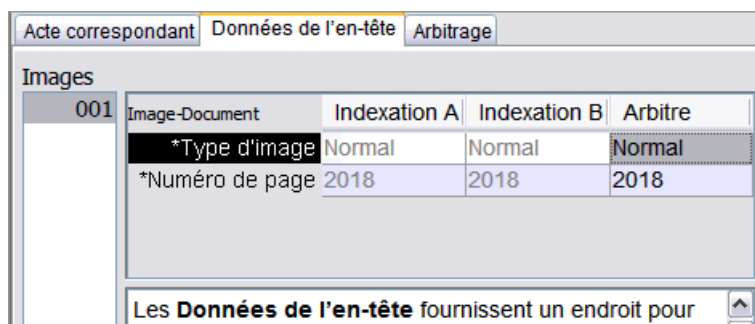 Acte correspondant Données de l'en-tête Arbitrage
Images
001 Image-Document Indexation A Indexation B Arbitre
*Type d'image Normal Normal Normal
*Numéro de page 2018 2018 2018
Les Données de l'en-tête fournissent un endroit pour